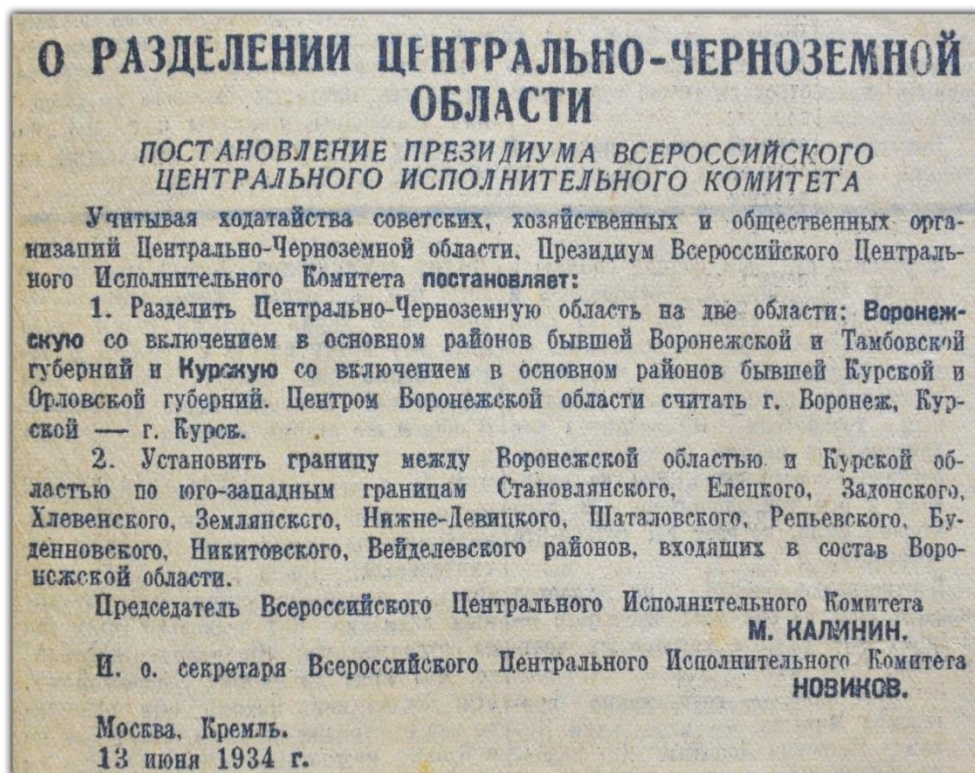 О РАЗДЕЛЕНИИ ЦЕНТРАЛЬНО-ЧЕРНОЗЕМНОЙ
ОБЛАСТИ
ПОСТАНОВЛЕНИЕ ПРЕЗИДИУМА ВСЕРОССИЙСКОГО
ЦЕНТРАЛЬНОГО ИСПОЛНИТЕЛЬНОГО КОМИТЕТА
Учитывая ходатайства советских, хозяйственных и общественных орга-
низаций Центрально-Черноземной области, Президиум Всероссийского Централь-
ного Исполнительного Комитета постановляет:
1. Разделить Центрально-Черноземную область на две области: Воронеж-
скую со включением в основном районов бывшей Воронежской и Тамбовской
губерний и Курскую со включением в основном районов бывшей Курской и
Орловской губерний. Центром Воронежской области считать г. Воронеж, Кур-
ской — г. Курск.
2. Установить границу между Воронежской областью и Курской об-
ластью по юго-западным границам Становлянского, Елецкого, Задонского,
Хлевенского, Землянского, Нижне-Левицкого, Шаталовского, Репьевского, Бу-
денновского, Никитовского, Вейделевского районов, входящих в состав Воро-
нежской области.
Председатель Всероссийского Центрального Исполнительного Комитета
М. КАЛИНИН.
И. о. секретаря Всероссийского Центрального Исполнительного Комитета
НОВИКОВ.
Москва, Кремль.
13 июня 1934 г.